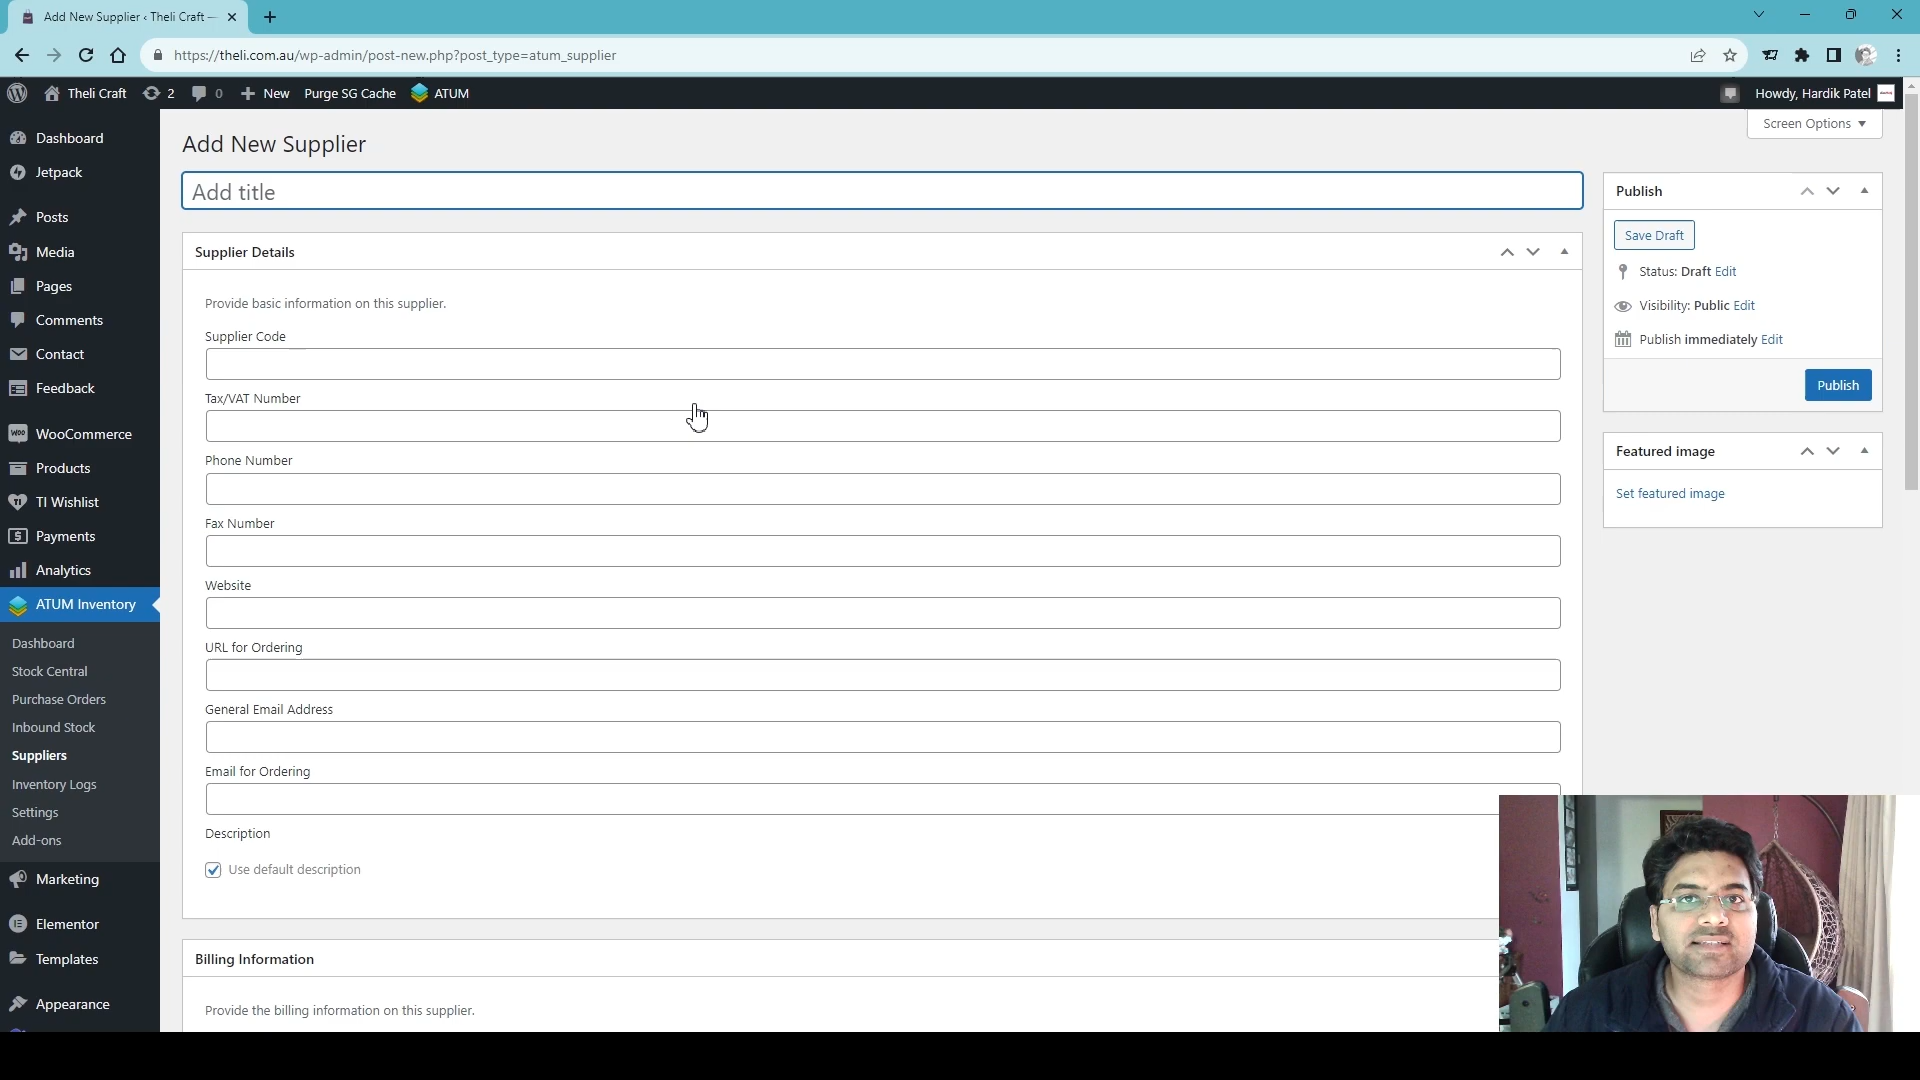 Add New Supplier ‹ Theli Craft —
https://theli.com.au/wp-admin/post-new.php?post_type=atum_supplier
Theli Craft
2
0
New
Purge SG Cache
ATUM
Howdy, Hardik Patel
Screen Options
Dashboard
Jetpack
Posts
Media
Pages
Comments
Contact
Feedback
WooCommerce
Products
TI Wishlist
Payments
Analytics
ATUM Inventory
Dashboard
Stock Central
Purchase Orders
Inbound Stock
Suppliers
Inventory Logs
Settings
Add-ons
Marketing
Elementor
Templates
Appearance
Add New Supplier
Add title
Supplier Details
Provide basic information on this supplier.
Supplier Code
Tax/VAT Number
Phone Number
Fax Number
Website
URL for Ordering
General Email Address
Email for Ordering
Description
Use default description
Billing Information
Provide the billing information on this supplier.
Publish
Save Draft
Status: Draft Edit
Visibility: Public Edit
Publish immediately Edit
Publish
Featured image
Set featured image